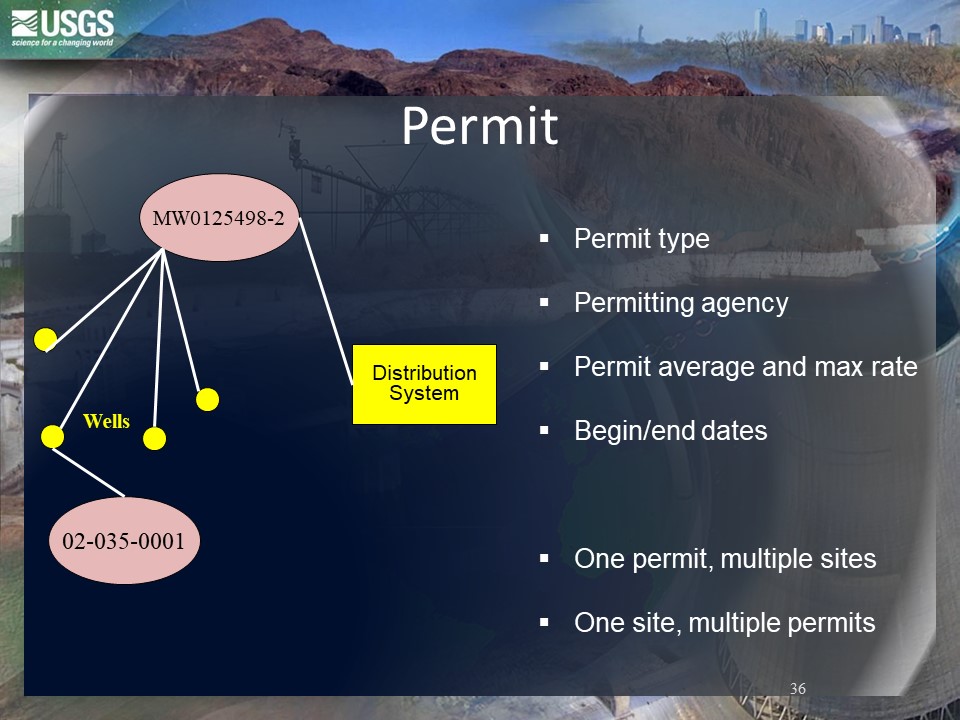 USGS
science for a changing world
Permit
MW0125498-2
Distribution
System
Wells
02-035-0001
▪ Permit type
▪ Permitting agency
▪ Permit average and max rate
▪ Begin/end dates
▪ One permit, multiple sites
▪ One site, multiple permits
36